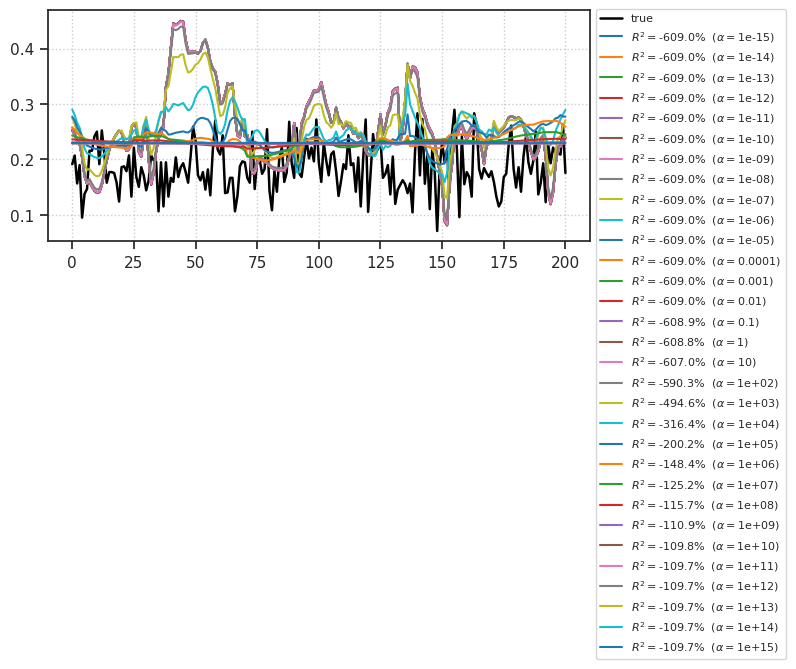 0.4
0.3
0.2
0.1
0 25 50 75 100 125 150 175 200
true
R² = -609.0% (α = 1e-15)
R² = -609.0% (α = 1e-14)
R² = -609.0% (α = 1e-13)
R² = -609.0% (α = 1e-12)
R² = -609.0% (α = 1e-11)
R² = -609.0% (α = 1e-10)
R² = -609.0% (α = 1e-09)
R² = -609.0% (α = 1e-08)
R² = -609.0% (α = 1e-07)
R² = -609.0% (α = 1e-06)
R² = -609.0% (α = 1e-05)
R² = -609.0% (α = 0.0001)
R² = -609.0% (α = 0.001)
R² = -609.0% (α = 0.01)
R² = -608.9% (α = 0.1)
R² = -608.8% (α = 1)
R² = -607.0% (α = 10)
R² = -590.3% (α = 1e+02)
R² = -494.6% (α = 1e+03)
R² = -316.4% (α = 1e+04)
R² = -200.2% (α = 1e+05)
R² = -148.4% (α = 1e+06)
R² = -125.2% (α = 1e+07)
R² = -115.7% (α = 1e+08)
R² = -110.9% (α = 1e+09)
R² = -109.8% (α = 1e+10)
R² = -109.7% (α = 1e+11)
R² = -109.7% (α = 1e+12)
R² = -109.7% (α = 1e+13)
R² = -109.7% (α = 1e+14)
R² = -109.7% (α = 1e+15)